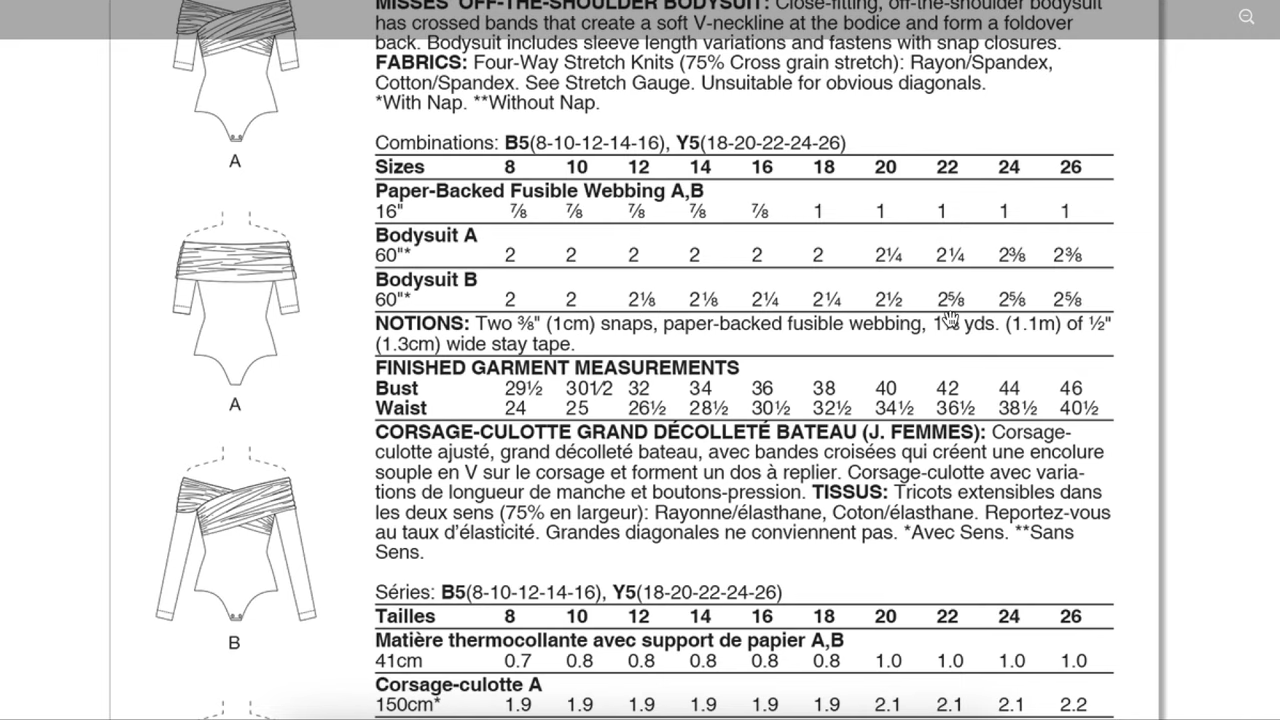 MISSES' OFF-THE-SHOULDER BODYSUIT: Close-fitting, off-the-shoulder bodysuit
has crossed bands that create a soft V-neckline at the bodice and form a foldover
back. Bodysuit includes sleeve length variations and fastens with snap closures.
FABRICS: Four-Way Stretch Knits (75% Cross grain stretch): Rayon/Spandex,
Cotton/Spandex. See Stretch Gauge. Unsuitable for obvious diagonals.
*With Nap. **Without Nap.
A
Combinations: B5(8-10-12-14-16), Y5(18-20-22-24-26)
Sizes 8 10 12 14 16 18 20 22 24 26
Paper-Backed Fusible Webbing A,B
16" ⅞ ⅞ ⅞ ⅞ ⅞ 1 1 1 1 1
Bodysuit A
60"* 2 2 2 2 2 2 2¼ 2¼ 2⅜ 2⅜
Bodysuit B
60"* 2 2 2⅛ 2⅛ 2¼ 2¼ 2½ 2⅝ 2⅝ 2⅝
NOTIONS: Two ⅜" (1cm) snaps, paper-backed fusible webbing, yds. (1.1m) of ½"
(1.3cm) wide stay tape.
FINISHED GARMENT MEASUREMENTS
Bust 29½ 301⁄2 32 34 36 38 40 42 44 46
Waist 24 25 26½ 28½ 30½ 32½ 34½ 36½ 38½ 40½
A
CORSAGE-CULOTTE GRAND DÉCOLLETÉ BATEAU (J. FEMMES): Corsage-
culotte ajusté, grand décolleté bateau, avec bandes croisées qui créent une encolure
souple en V sur le corsage et forment un dos à replier. Corsage-culotte avec varia-
tions de longueur de manche et boutons-pression. TISSUS: Tricots extensibles dans
les deux sens (75% en largeur): Rayonne/élasthane, Coton/élasthane. Reportez-vous
au taux d'élasticité. Grandes diagonales ne conviennent pas. *Avec Sens. **Sans
Sens.
Séries: B5(8-10-12-14-16), Y5(18-20-22-24-26)
Tailles 8 10 12 14 16 18 20 22 24 26
Matière thermocollante avec support de papier A,B
B
41cm 0.7 0.8 0.8 0.8 0.8 0.8 1.0 1.0 1.0 1.0
Corsage-culotte A
150cm* 1.9 1.9 1.9 1.9 1.9 1.9 2.1 2.1 2.1 2.2